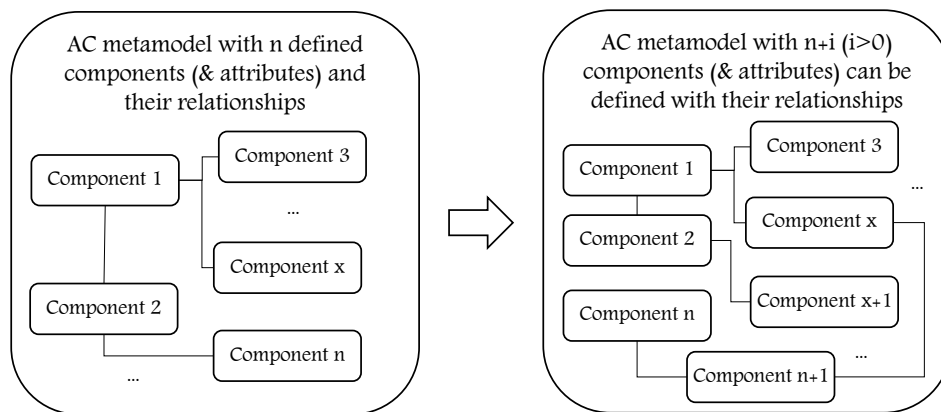 AC metamodel with n defined
components (& attributes) and
their relationships
Component 3
Component 1
...
Component x
Component 2
Component n
...
AC metamodel with n+i (i>0)
components (& attributes) can be
defined with their relationships
Component 3
Component 1
...
Component x
Component 2
Component x+1
Component n
...
Component n+1